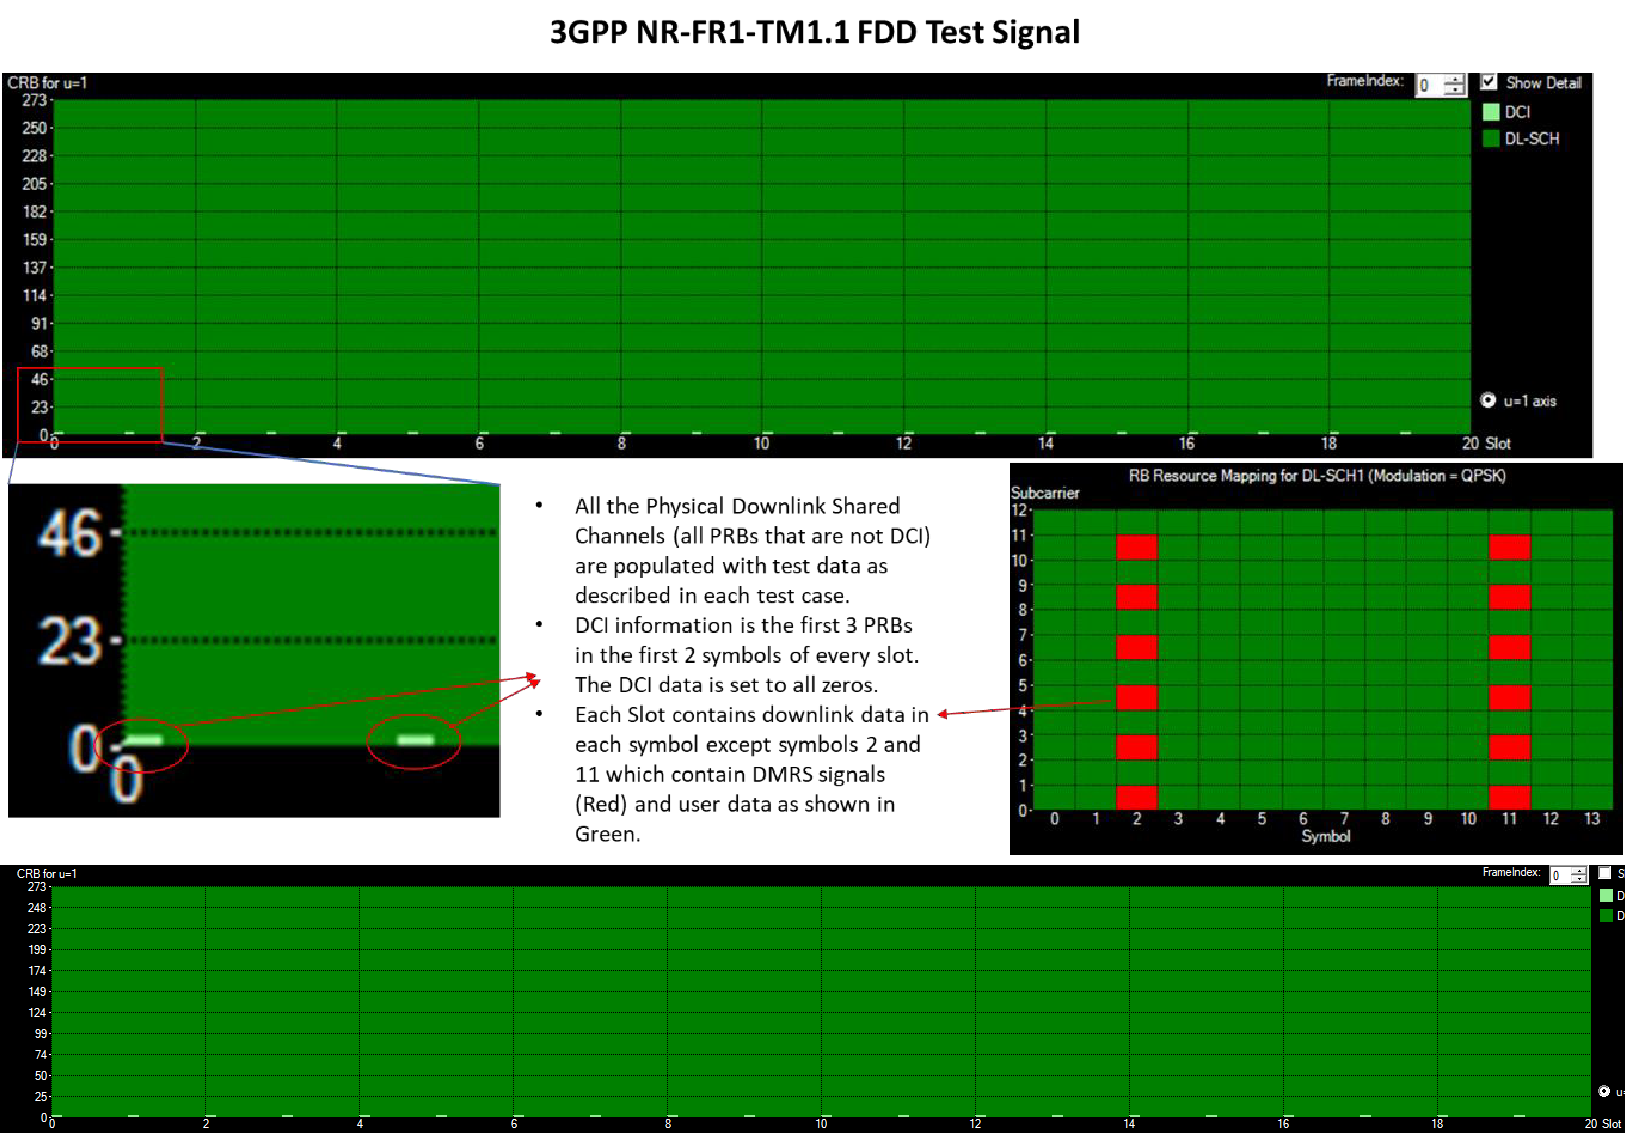 3GPP NR-FR1-TM1.1 FDD Test Signal
CRB for u=1
FrameIndex: 0
Show Detail
273
250
228
205
182
159
137
114
91
68
46
23
0
DCI
DL-SCH
u=1 axis
0 2 4 6 8 10 12 14 16 18 20 Slot
46
23
0
0
• All the Physical Downlink Shared
Channels (all PRBs that are not DCI)
are populated with test data as
described in each test case.
• DCI information is the first 3 PRBs
in the first 2 symbols of every slot.
The DCI data is set to all zeros.
• Each Slot contains downlink data in
each symbol except symbols 2 and
11 which contain DMRS signals
(Red) and user data as shown in
Green.
RB Resource Mapping for DL-SCH1 (Modulation = QPSK)
Subcarrier
12
11
10
9
8
7
6
5
4
3
2
1
0
0 1 2 3 4 5 6 7 8 9 10 11 12 13
Symbol
CRB for u=1
FrameIndex: 0
S
273
248
223
199
174
149
124
99
74
50
25
0
D
D
u=
0 2 4 6 8 10 12 14 16 18 20 Slot